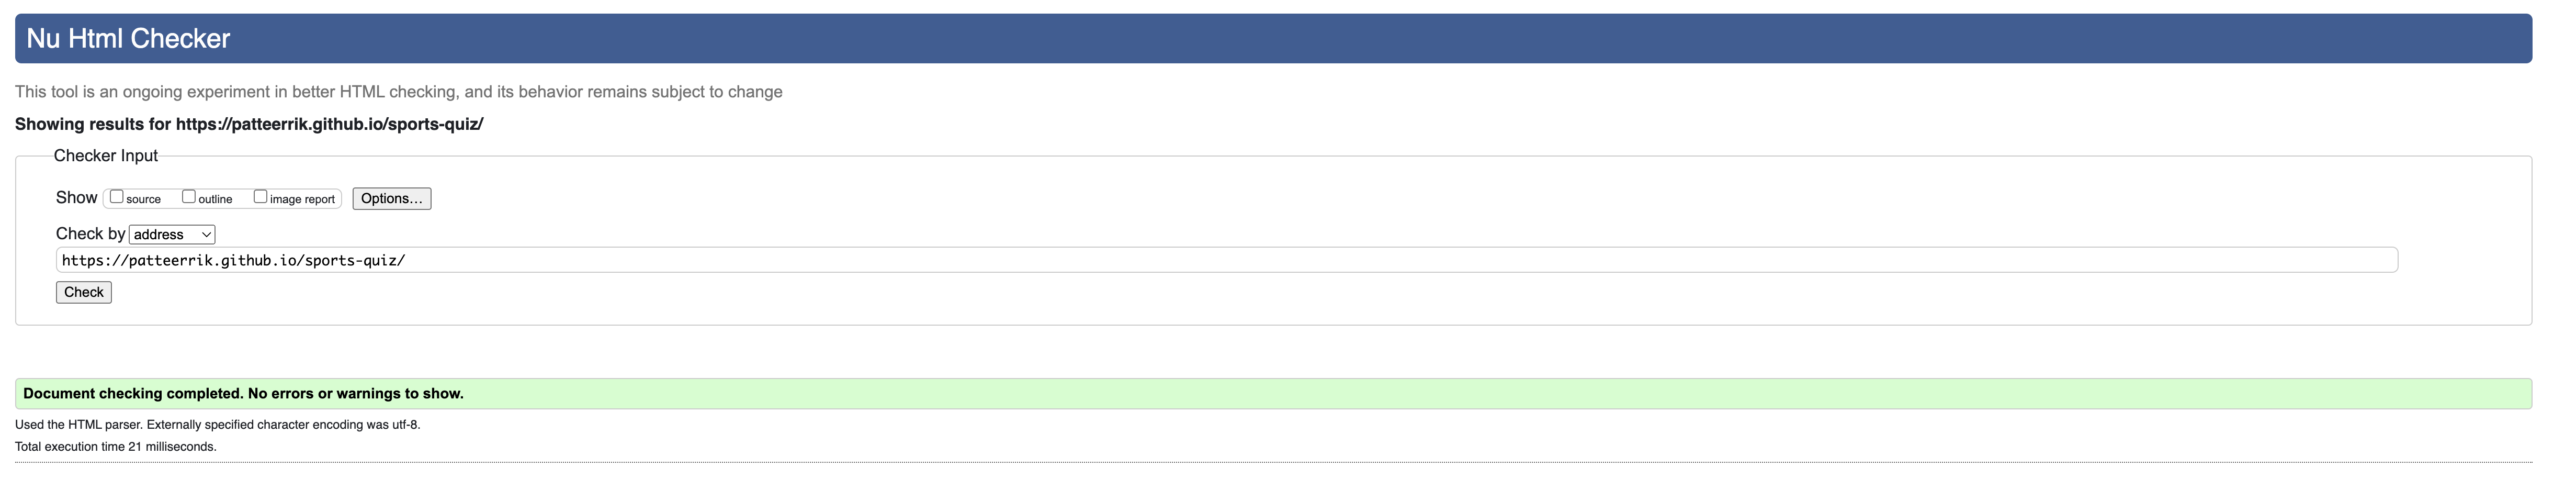 Nu Html Checker
This tool is an ongoing experiment in better HTML checking, and its behavior remains subject to change
Showing results for https://patteerrik.github.io/sports-quiz/
Checker Input
Show source outline image report Options...
Check by address
https://patteerrik.github.io/sports-quiz/
Check
Document checking completed. No errors or warnings to show.
Used the HTML parser. Externally specified character encoding was utf-8.
Total execution time 21 milliseconds.